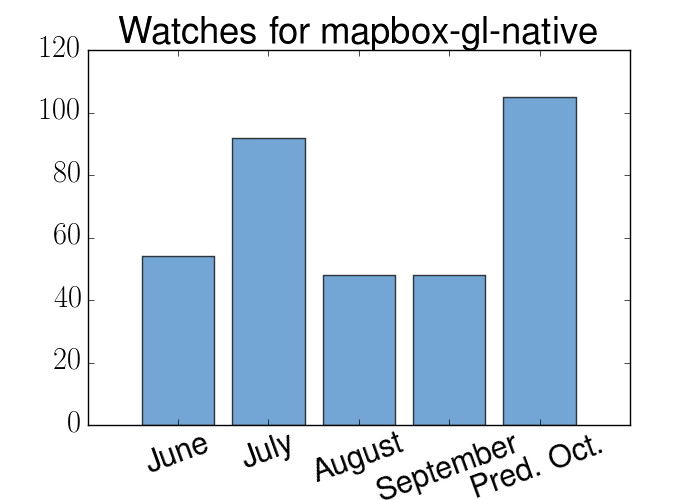 Watches for mapbox-gl-native
120
100
80
60
40
20
0
June
July
August
September
Pred. Oct.